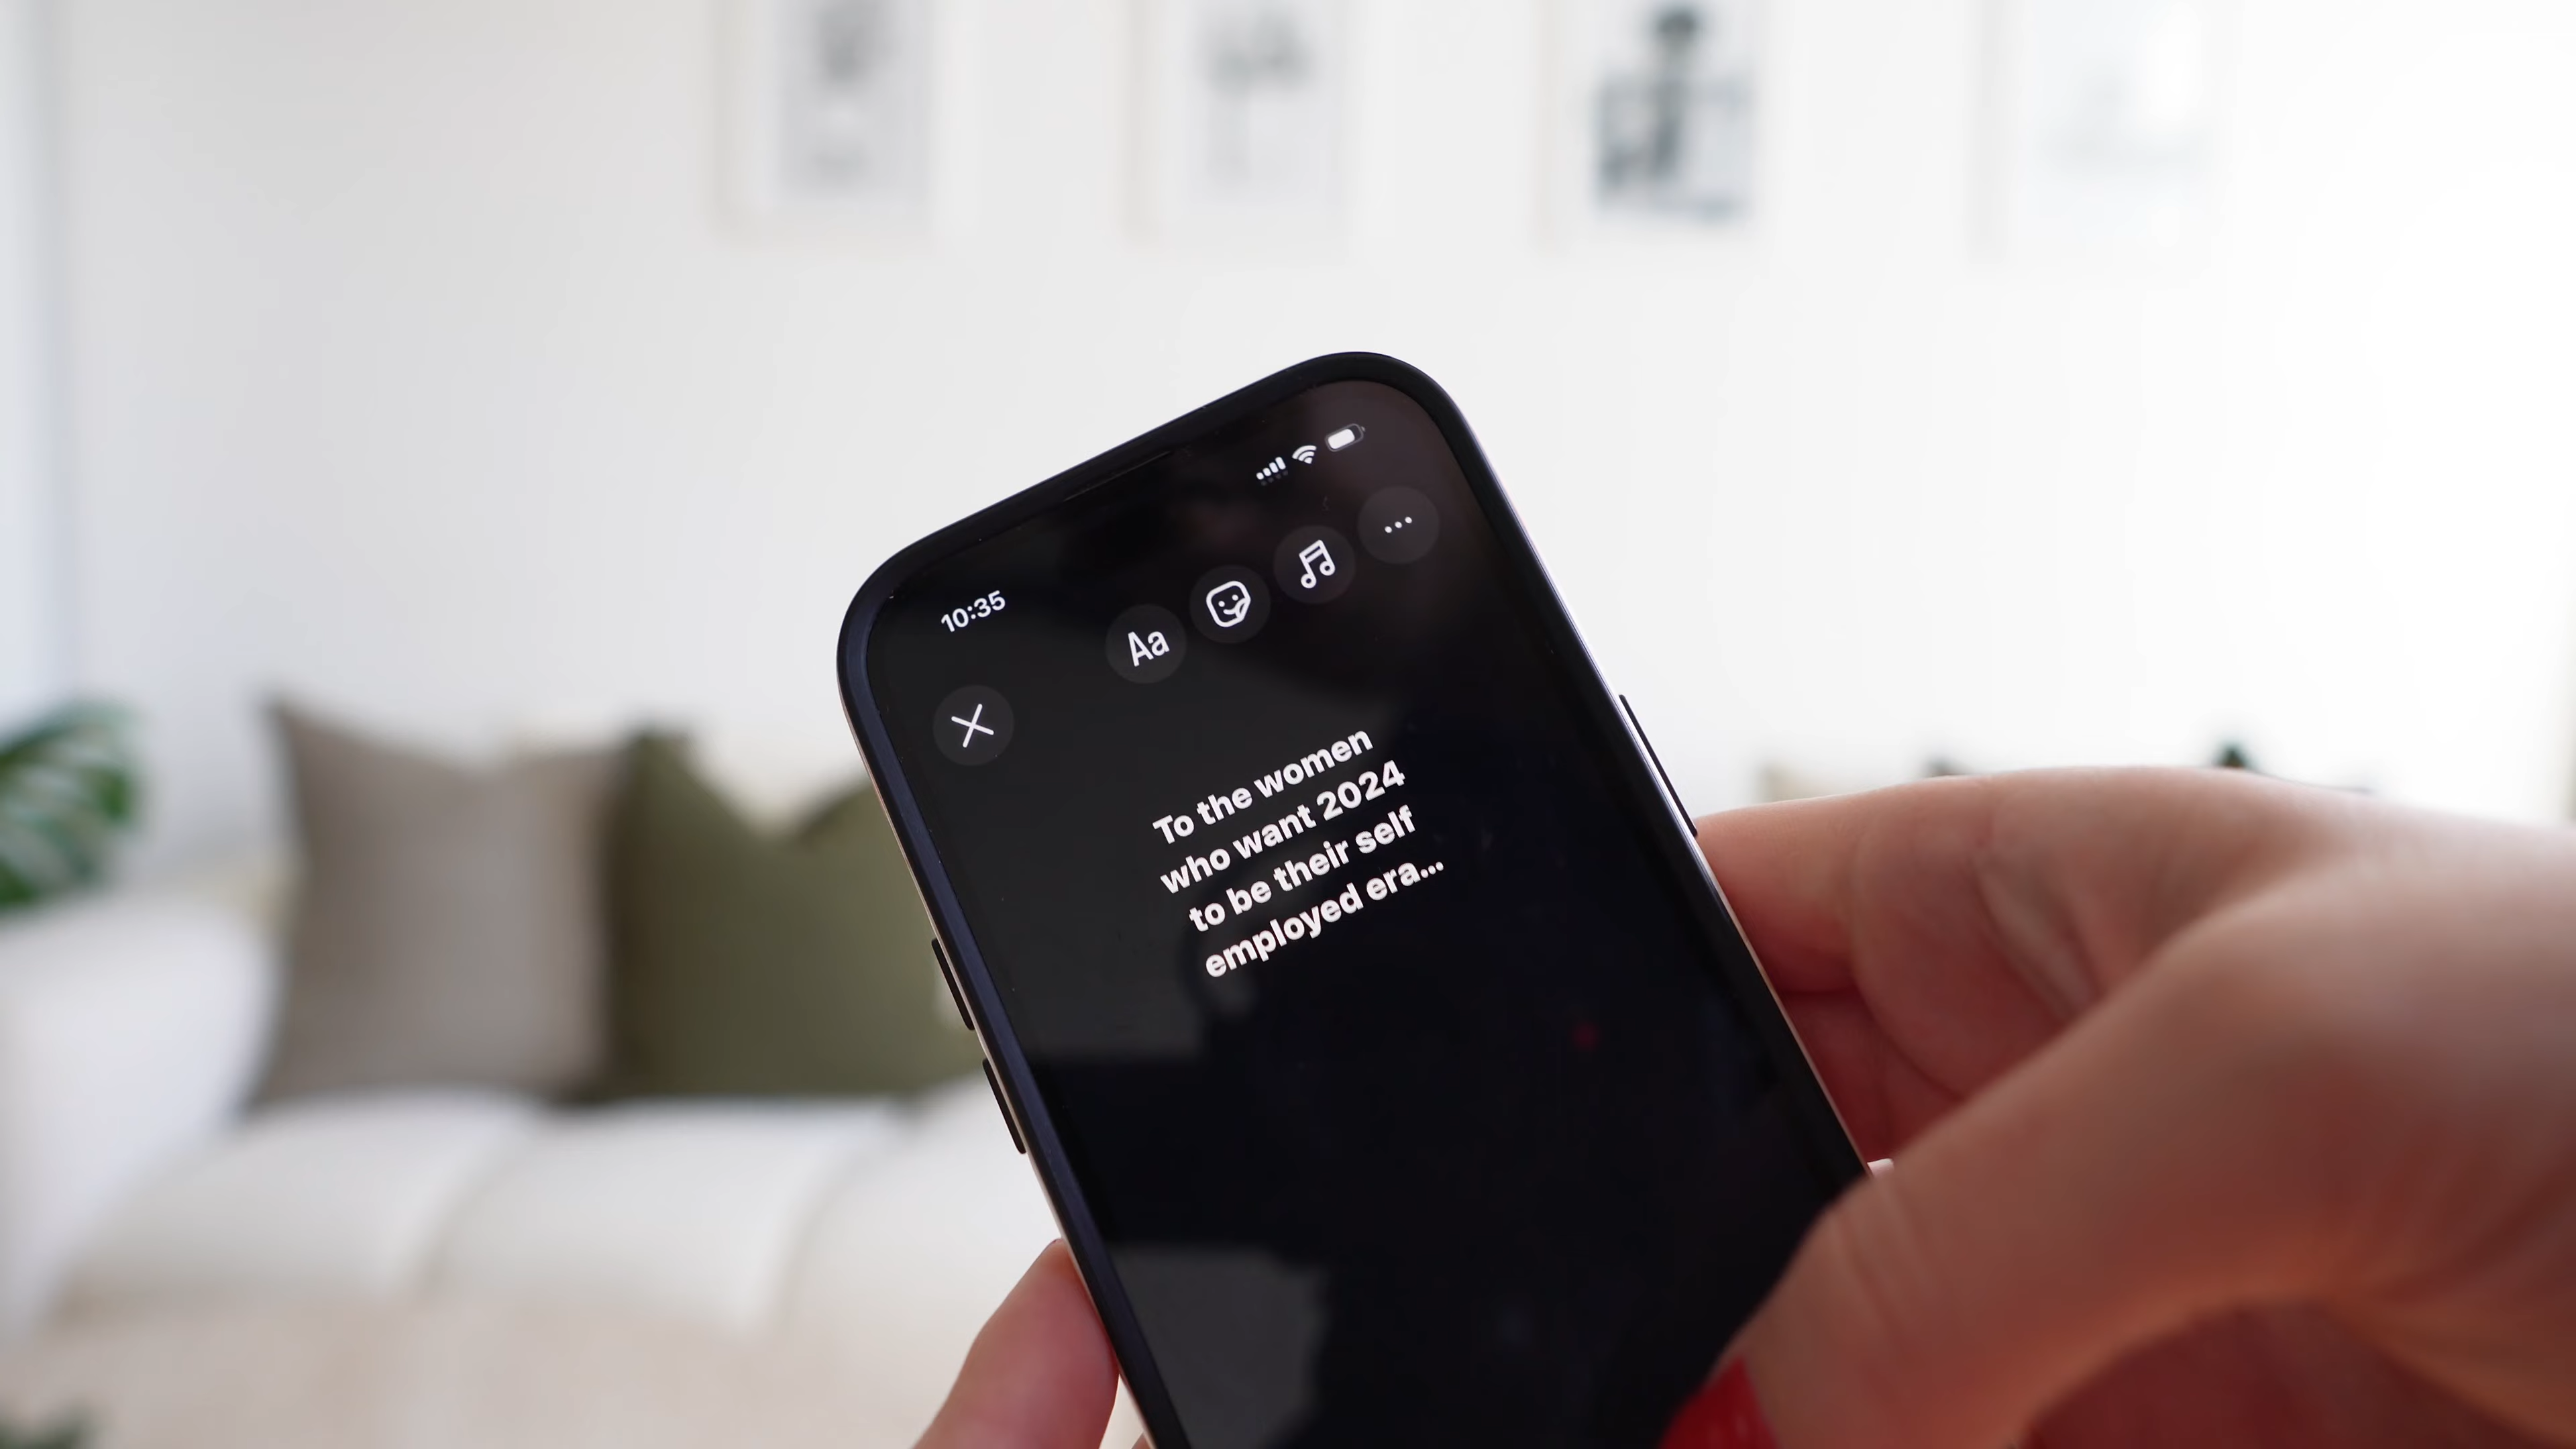 10:35
Aa
To the women
who want 2024
to be their self
employed era...